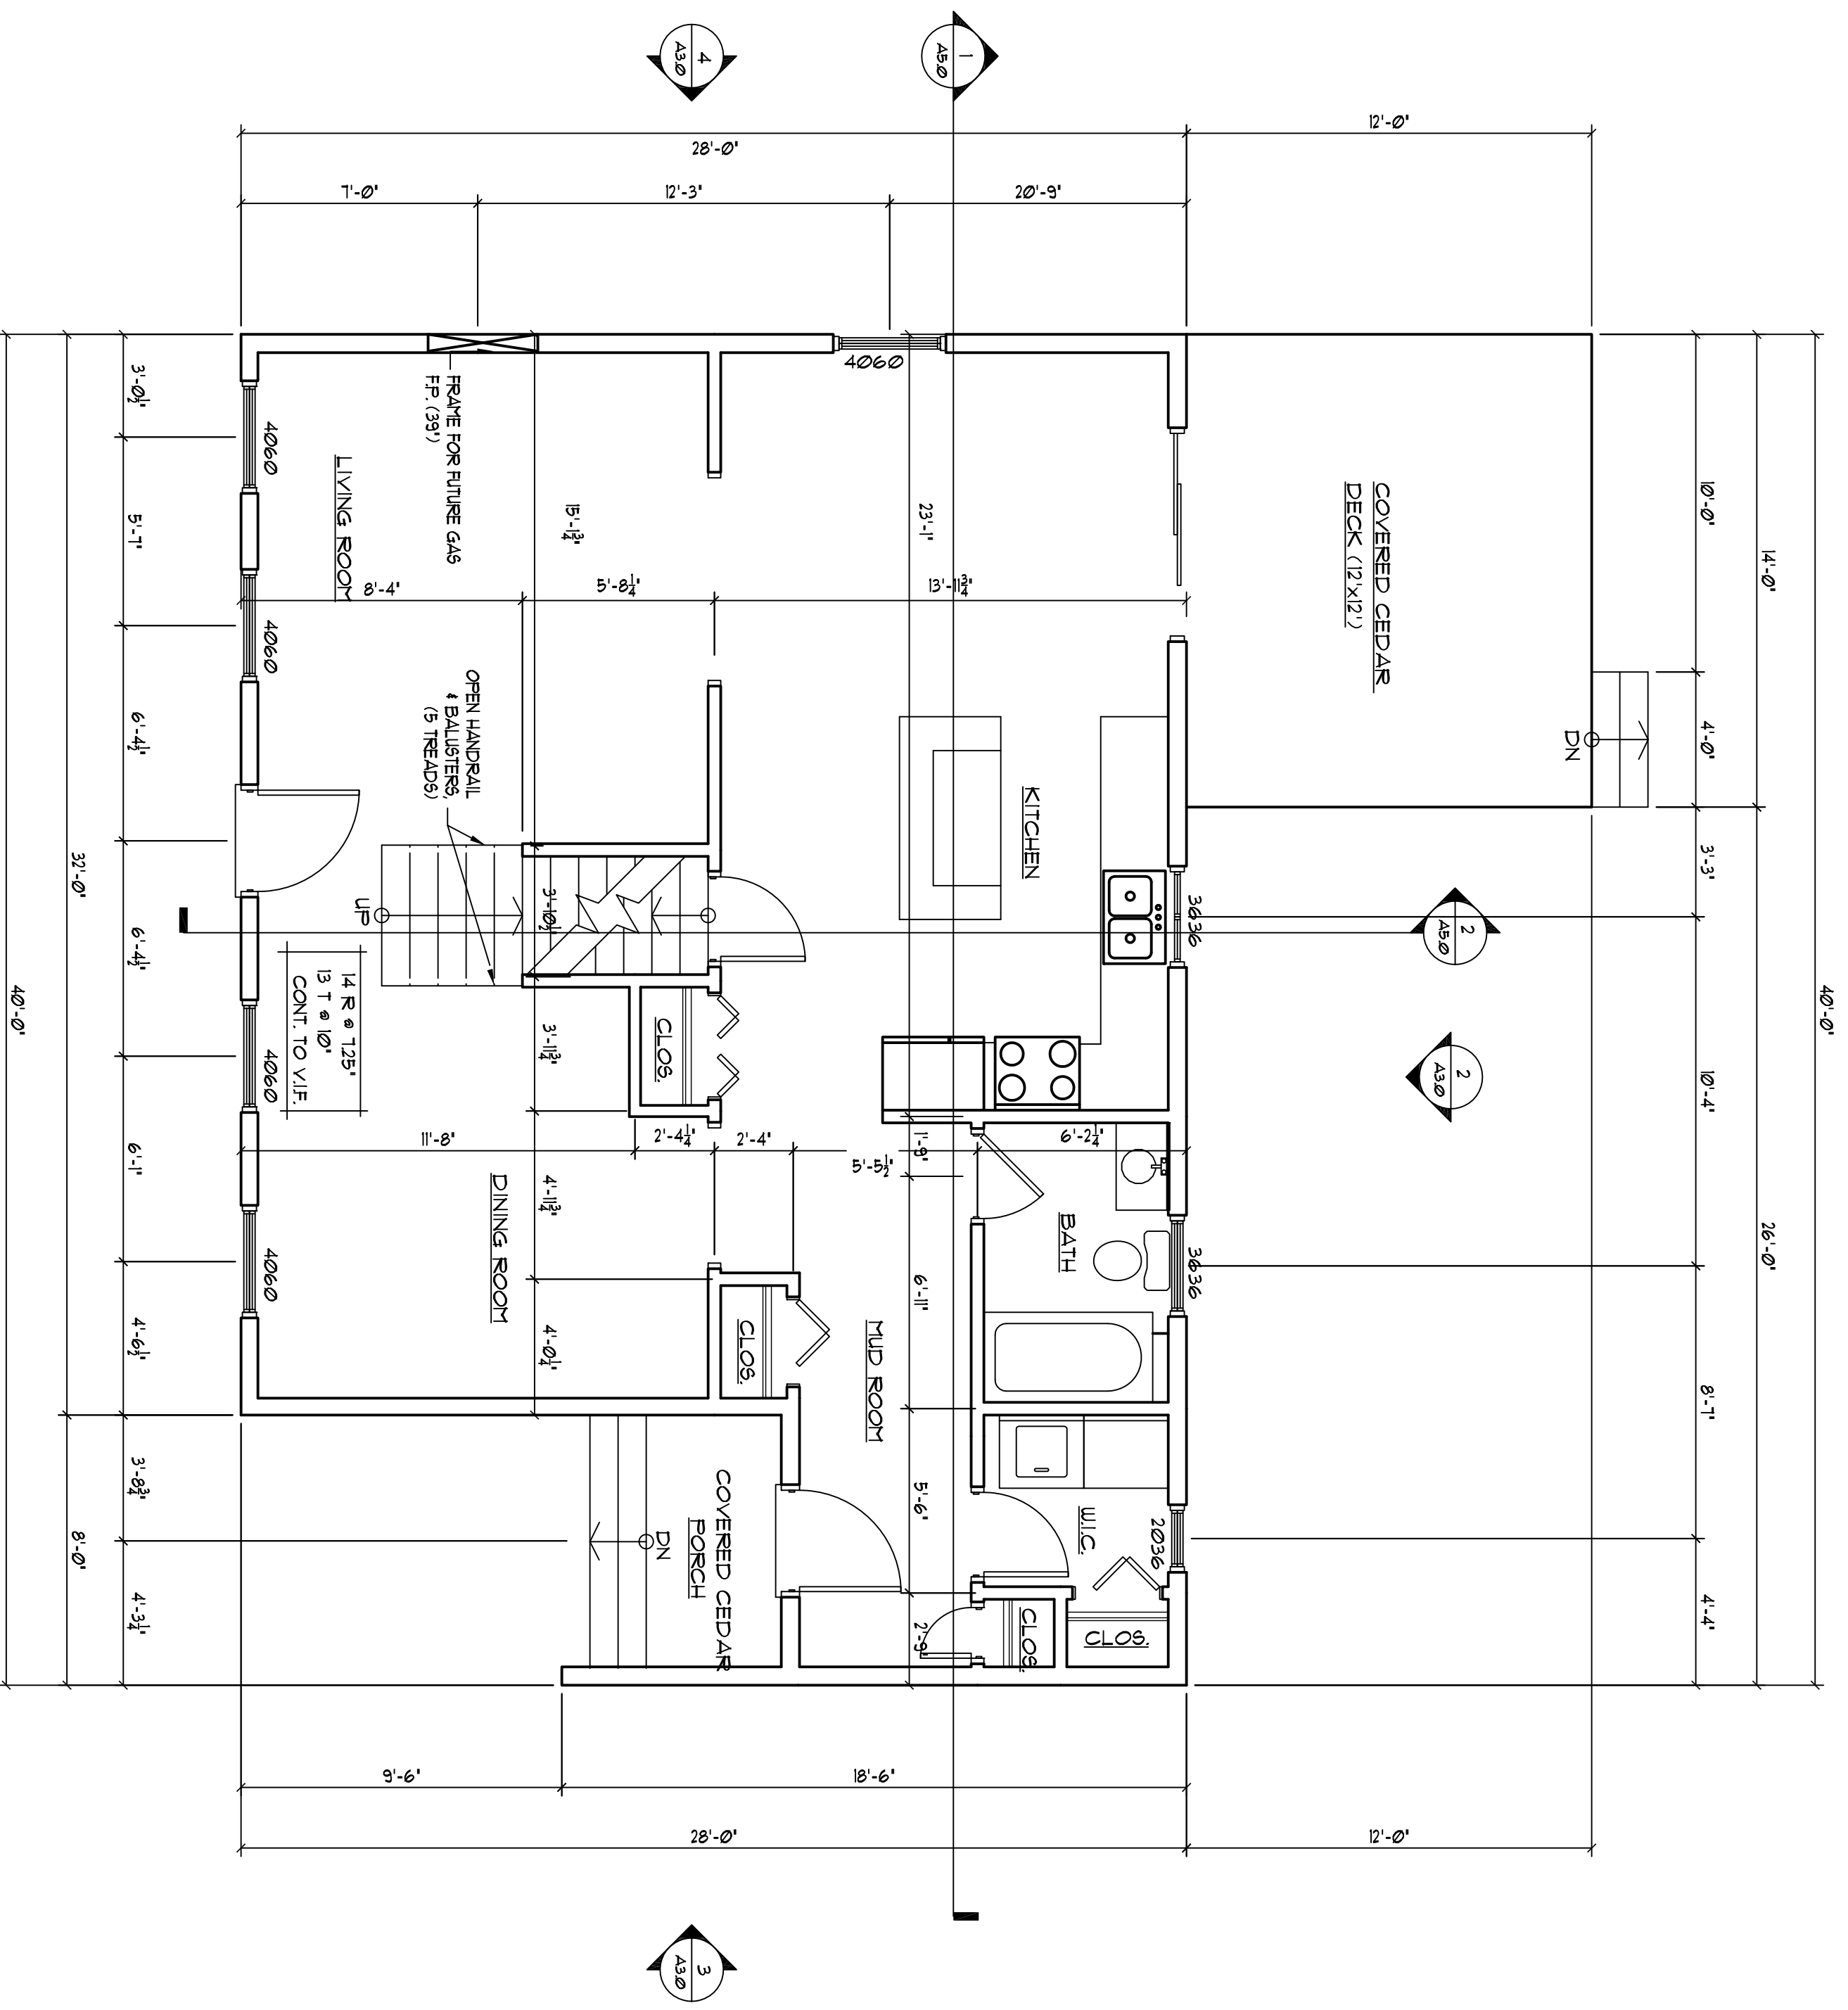 4
A3.0
1
A5.0
12'-0"
28'-0"
7'-0"
12'-3"
20'-9"
4060
3'-0½"
4060
FRAME FOR FUTURE GAS
F.P. (39")
LIVING ROOM
5'-7"
15'-1¾"
23'-1"
COVERED CEDAR
DECK (12'x12')
10'-0"
14'-0"
8'-4"
5'-8¼"
13'-11¾"
4060
6'-4½"
OPEN HANDRAIL
& BALUSTERS,
(5 TREADS)
DN
4'-0"
KITCHEN
32'-0"
3'-3"
UP
3'-10½"
3636
2
A5.0
6'-4½"
14 R @ 7.25"
13 T @ 10"
CONT. TO V.I.F.
40'-0"
40'-0"
4060
3'-11¾"
CLOS.
2
A3.0
10'-4"
11'-8"
2'-4¼"
2'-4"
5'-5½"
1'-9"
6'-2¼"
6'-1"
DINING ROOM
4'-11¾"
BATH
3636
26'-0"
4060
6'-11"
4'-6½"
4'-0¼"
CLOS.
MUD ROOM
8'-7"
3'-8¾"
8'-0"
DN
COVERED CEDAR
PORCH
5'-6"
W.I.C.
2036
4'-3¼"
2'-9"
CLOS.
CLOS.
4'-4"
9'-6"
18'-6"
28'-0"
12'-0"
3
A3.0